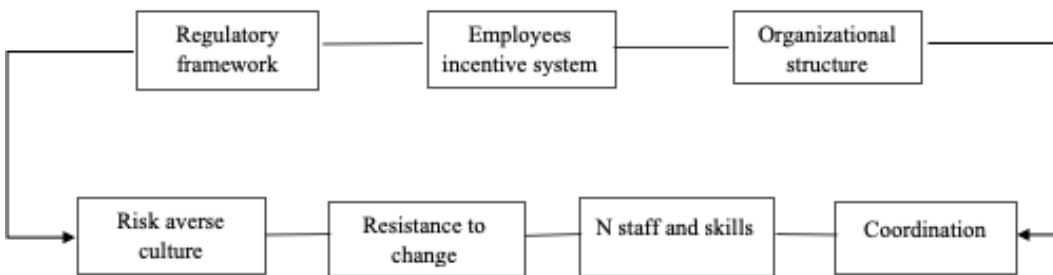 Regulatory
framework
Employees
incentive system
Organizational
structure
Risk averse
culture
Resistance to
change
N staff and skills
Coordination